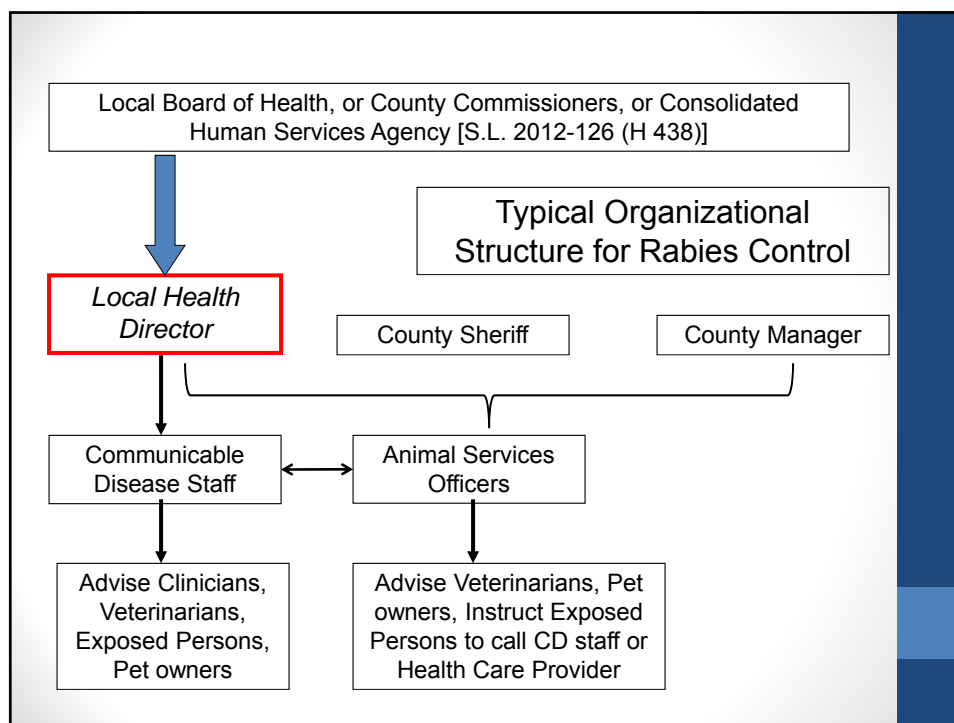 Local Board of Health, or County Commissioners, or Consolidated
Human Services Agency [S.L. 2012-126 (H 438)]
Typical Organizational
Structure for Rabies Control
Local Health
Director
County Sheriff
County Manager
Communicable
Disease Staff
Animal Services
Officers
Advise Clinicians,
Veterinarians,
Exposed Persons,
Pet owners
Advise Veterinarians, Pet
owners, Instruct Exposed
Persons to call CD staff or
Health Care Provider